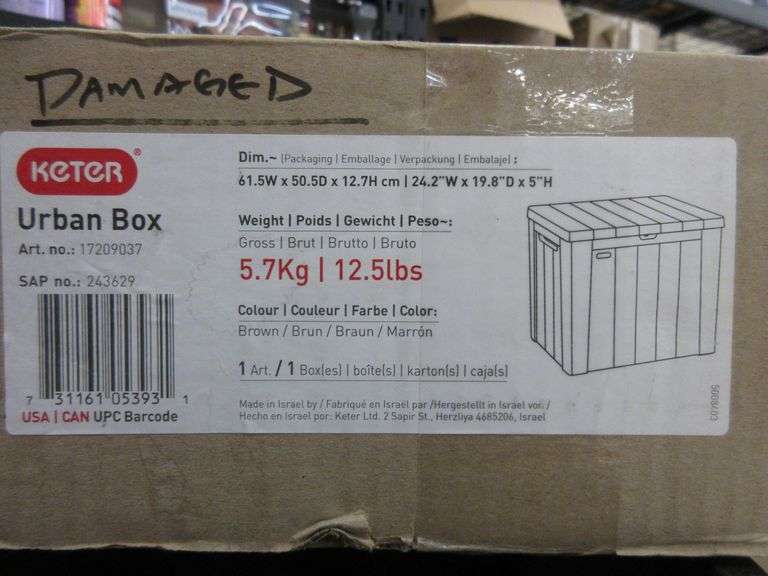 DAMAGED
KETER®
Urban Box
Art. no.: 17209037
SAP no.: 243629
7 31161 05393 1
USA | CAN UPC Barcode
Dim.~ (Packaging | Emballage | Verpackung | Embalaje) :
61.5W x 50.5D x 12.7H cm | 24.2"W x 19.8"D x 5"H
Weight | Poids | Gewicht | Peso~:
Gross | Brut | Brutto | Bruto
5.7Kg | 12.5lbs
Colour | Couleur | Farbe | Color:
Brown / Brun / Braun / Marrón
1 Art. / 1 Box(es) | boîte(s) | karton(s) | caja(s)
Made in Israel by / Fabriqué en Israël par /Hergestellt in Israel vor. /
Hecho en Israel por: Keter Ltd. 2 Sapir St., Herzliya 4685206, Israel